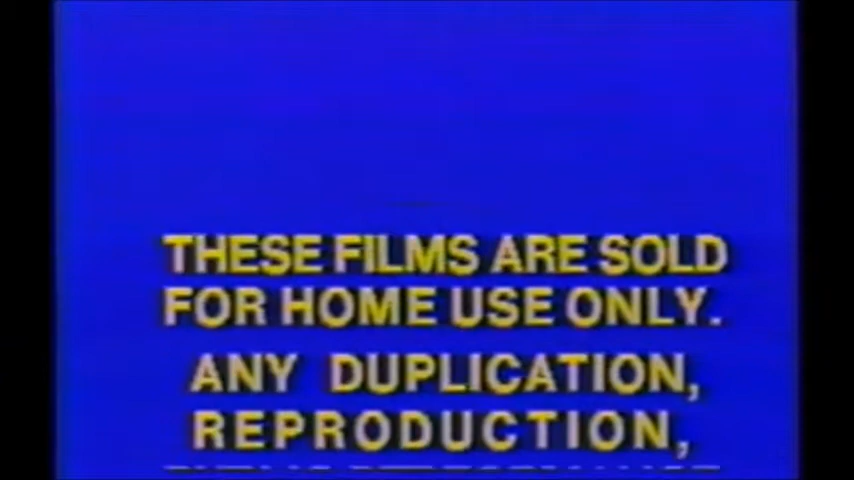 THESE FILMS ARE SOLD
FOR HOME USE ONLY.
ANY DUPLICATION,
REPRODUCTION,